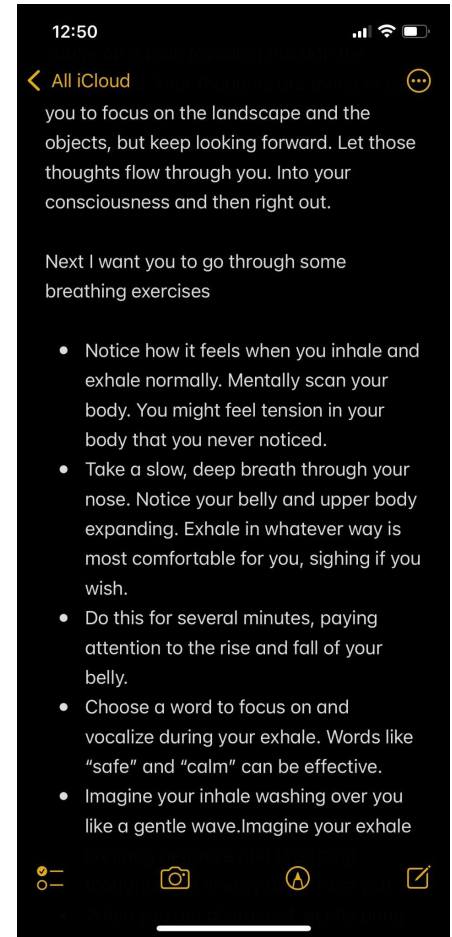 12:50
All iCloud
you to focus on the landscape and the
objects, but keep looking forward. Let those
thoughts flow through you. Into your
consciousness and then right out.
Next I want you to go through some
breathing exercises
• Notice how it feels when you inhale and
exhale normally. Mentally scan your
body. You might feel tension in your
body that you never noticed.
• Take a slow, deep breath through your
nose. Notice your belly and upper body
expanding. Exhale in whatever way is
most comfortable for you, sighing if you
wish.
• Do this for several minutes, paying
attention to the rise and fall of your
belly.
• Choose a word to focus on and
vocalize during your exhale. Words like
“safe” and “calm” can be effective.
• Imagine your inhale washing over you
like a gentle wave.Imagine your exhale